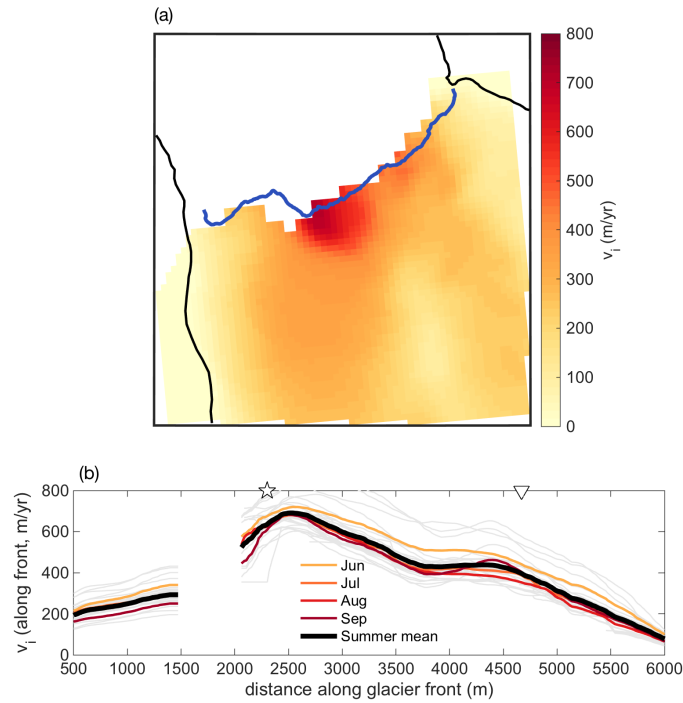 (a)
800
700
600
500
400
300
200
100
0
v_i (m/yr)
(b)
800
600
400
200
0
v_i (along front, m/yr)
Jun
Jul
Aug
Sep
Summer mean
500 1000 1500 2000 2500 3000 3500 4000 4500 5000 5500 6000
distance along glacier front (m)